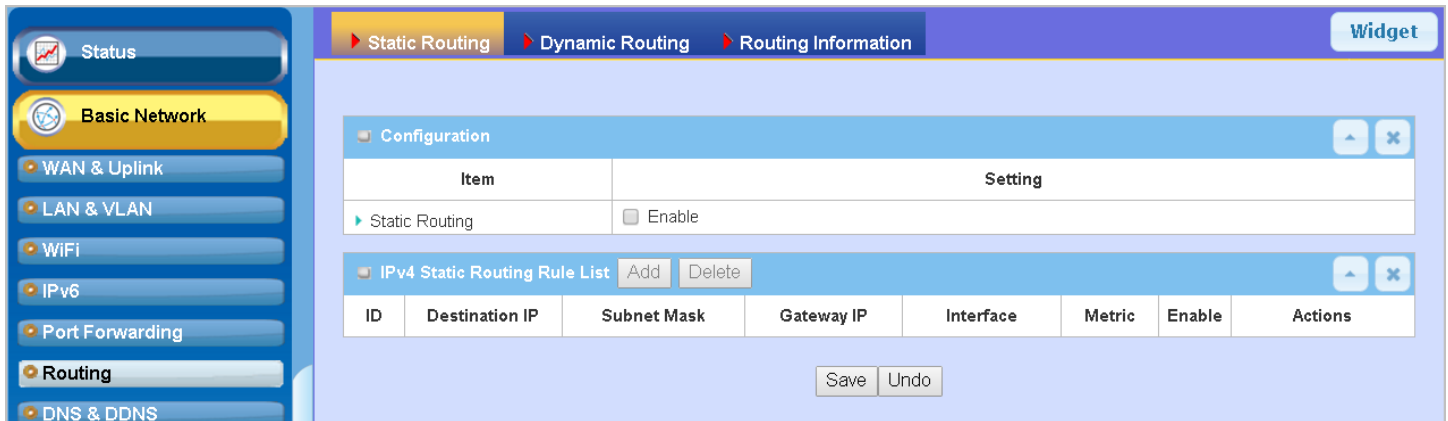 Status
Basic Network
WAN & Uplink
LAN & VLAN
WiFi
IPv6
Port Forwarding
Routing
DNS & DDNS
Static Routing Dynamic Routing Routing Information
Widget
Configuration
Item Setting
Static Routing Enable
IPv4 Static Routing Rule List Add Delete
ID Destination IP Subnet Mask Gateway IP Interface Metric Enable Actions
Save Undo